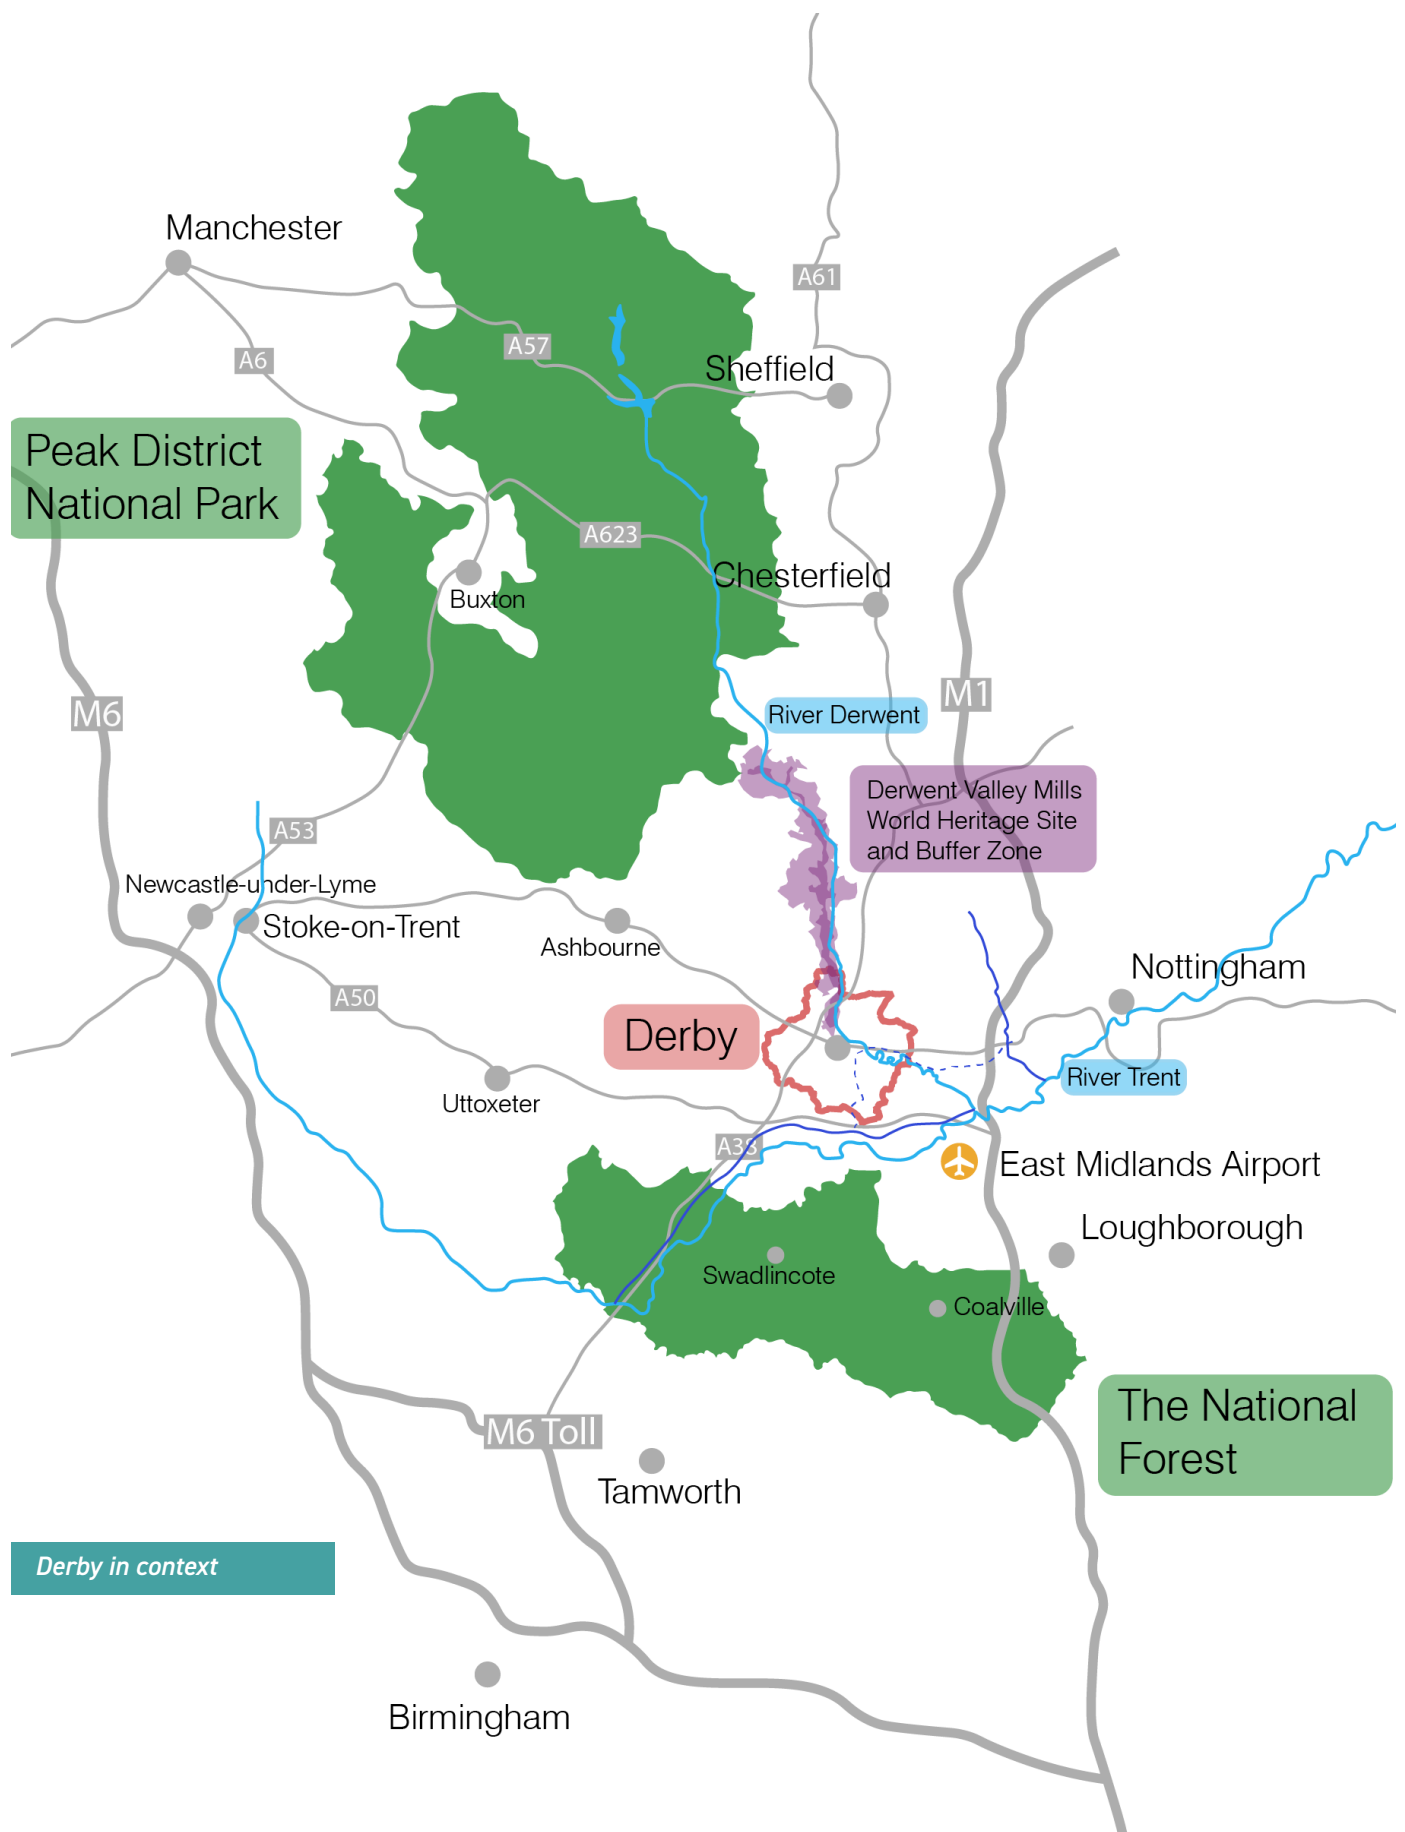 Manchester
A61
A57
A6
Sheffield
Peak District
National Park
A623
Chesterfield
Buxton
M6
M1
River Derwent
Derwent Valley Mills
World Heritage Site
and Buffer Zone
A53
Newcastle-under-Lyme
Stoke-on-Trent
Ashbourne
Nottingham
A50
Derby
River Trent
Uttoxeter
A38
East Midlands Airport
Loughborough
Swadlincote
Coalville
The National
Forest
M6 Toll
Tamworth
Derby in context
Birmingham